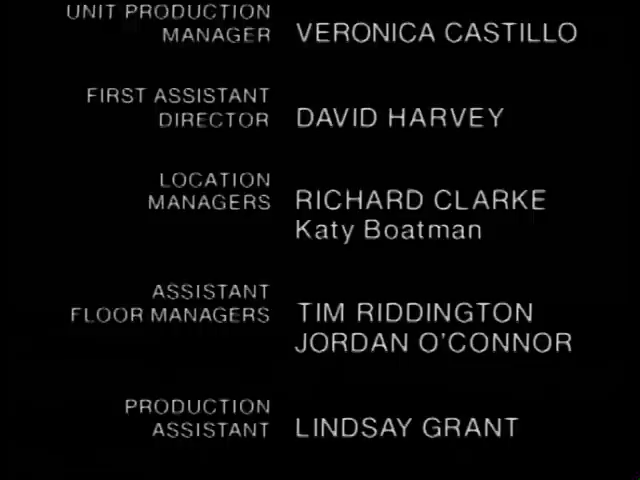 UNIT PRODUCTION
MANAGER VERONICA CASTILLO
FIRST ASSISTANT
DIRECTOR DAVID HARVEY
LOCATION
MANAGERS RICHARD CLARKE
Katy Boatman
ASSISTANT
FLOOR MANAGERS TIM RIDDINGTON
JORDAN O'CONNOR
PRODUCTION
ASSISTANT LINDSAY GRANT